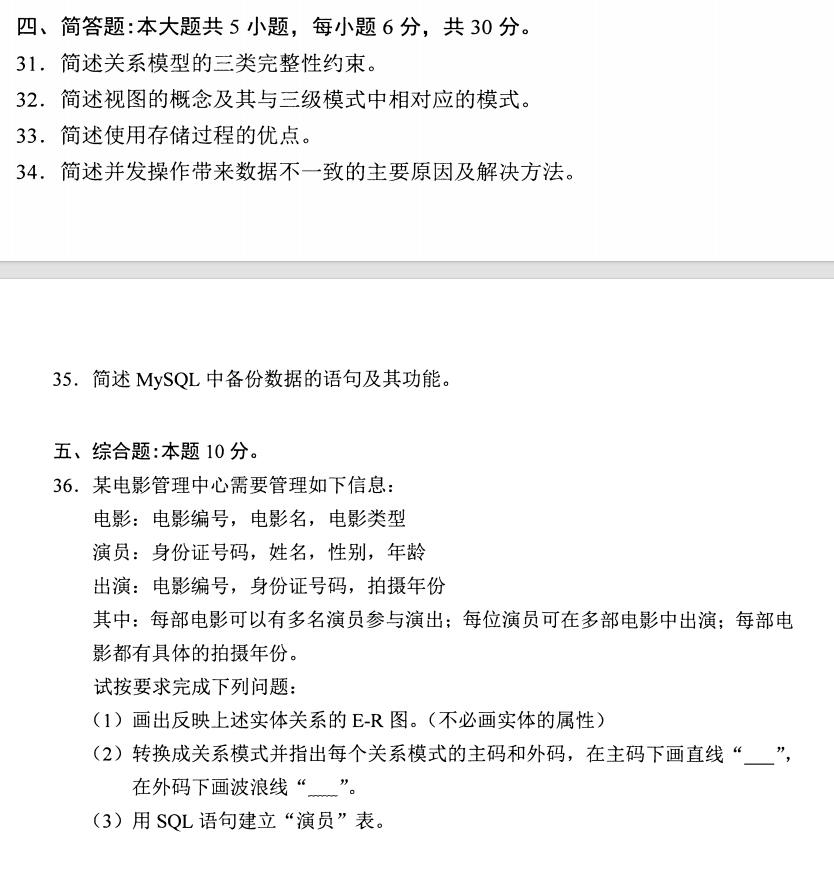 四、简答题:本大题共 5 小题，每小题 6 分，共 30 分。
31．简述关系模型的三类完整性约束。
32．简述视图的概念及其与三级模式中相对应的模式。
33．简述使用存储过程的优点。
34．简述并发操作带来数据不一致的主要原因及解决方法。
35．简述 MySQL 中备份数据的语句及其功能。
五、综合题:本题 10 分。
36．某电影管理中心需要管理如下信息：
电影：电影编号，电影名，电影类型
演员：身份证号码，姓名，性别，年龄
出演：电影编号，身份证号码，拍摄年份
其中：每部电影可以有多名演员参与演出；每位演员可在多部电影中出演；每部电
影都有具体的拍摄年份。
试按要求完成下列问题：
（1）画出反映上述实体关系的 E-R 图。（不必画实体的属性）
（2）转换成关系模式并指出每个关系模式的主码和外码，在主码下画直线“___”，
在外码下画波浪线“﹏﹏”。
（3）用 SQL 语句建立“演员”表。